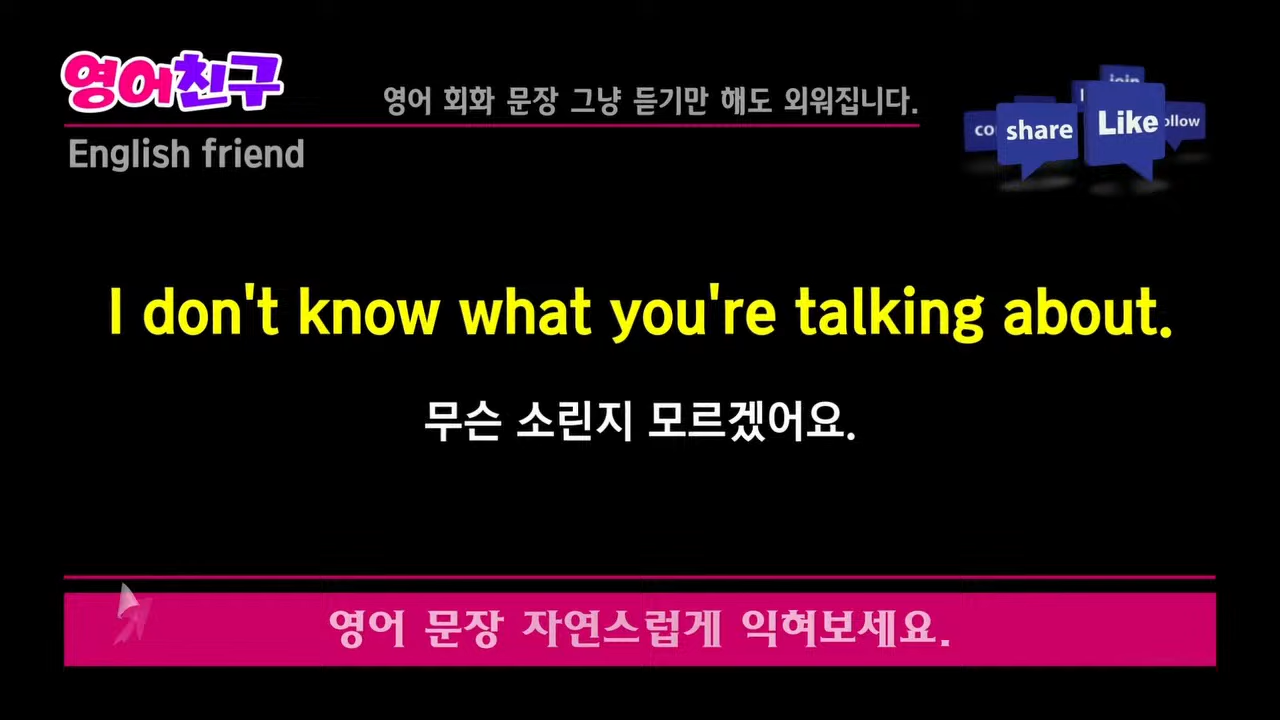 영어친구
영어 회화 문장 그냥 듣기만 해도 외워집니다.
English friend
join
share
Like
I don't know what you're talking about.
무슨 소린지 모르겠어요.
영어 문장 자연스럽게 익혀보세요.